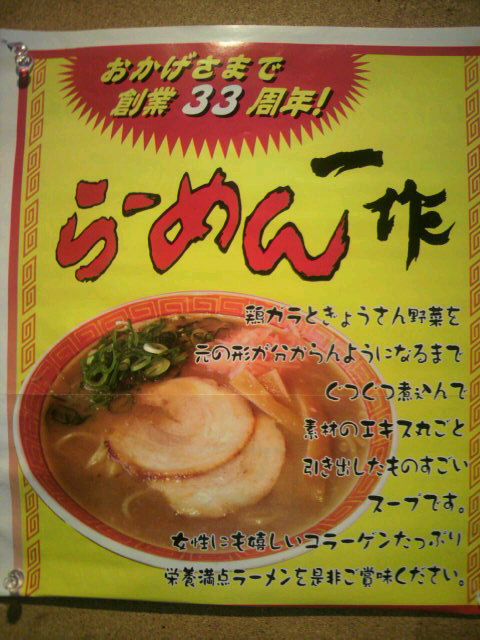 おかげさまで
創業 33 周年!
らーめん 一作
鶏ガラときょうさん野菜を
元の形が分からんようになるまで
ぐつぐつ煮込んで
素材のエキス丸ごと
引き出したものすごい
スープです。
女性にも嬉しいコラーゲンたっぷり
栄養満点ラーメンを是非ご賞味ください。